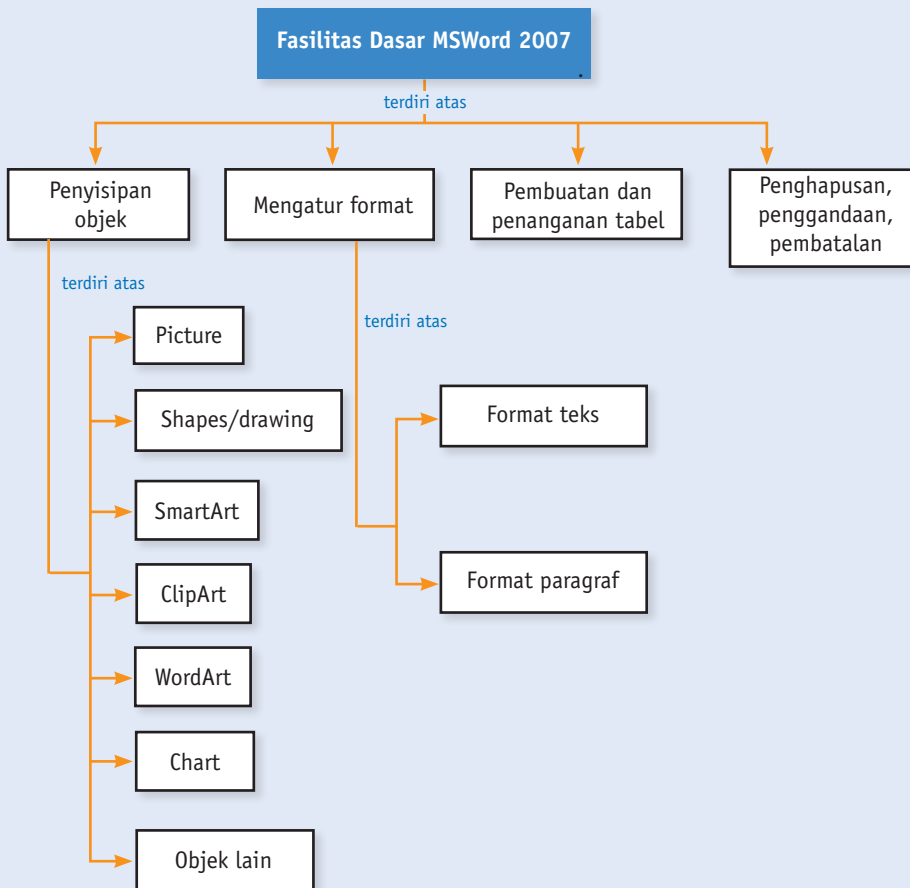 Fasilitas Dasar MSWord 2007
.
terdiri atas
Penyisipan
objek
Mengatur format
Pembuatan dan
penanganan tabel
Penghapusan,
penggandaan,
pembatalan
terdiri atas
Picture
Shapes/drawing
SmartArt
ClipArt
WordArt
Chart
Objek lain
terdiri atas
Format teks
Format paragraf